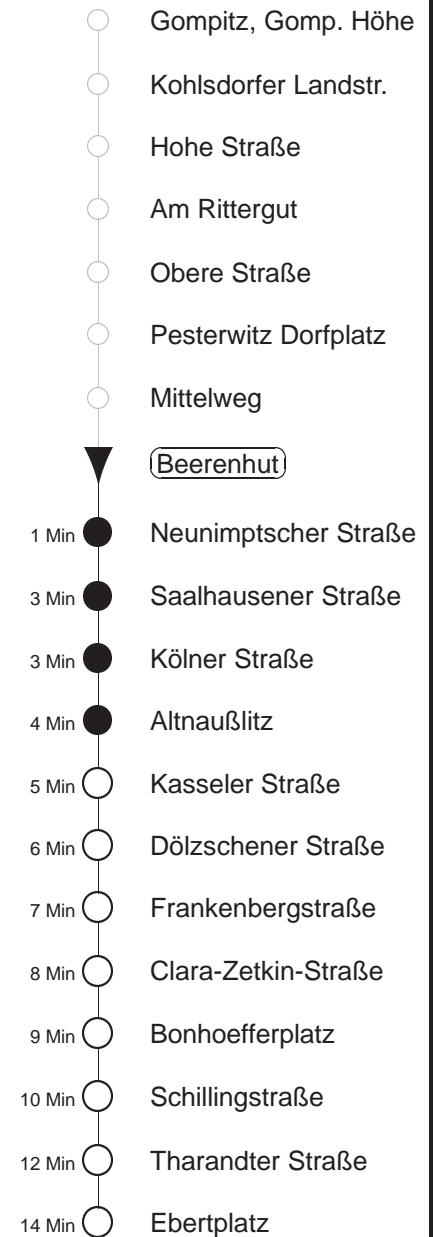 Gompitz, Gomp. Höhe
Kohlsdorfer Landstr.
Hohe Straße
Am Rittergut
Obere Straße
Pesterwitz Dorfplatz
Mittelweg
Beerenhut
1 Min Neunimptscher Straße
3 Min Saalhausener Straße
3 Min Kölner Straße
4 Min Altnaußlitz
5 Min Kasseler Straße
6 Min Dölzschener Straße
7 Min Frankenbergstraße
8 Min Clara-Zetkin-Straße
9 Min Bonhoefferplatz
10 Min Schillingstraße
12 Min Tharandter Straße
14 Min Ebertplatz